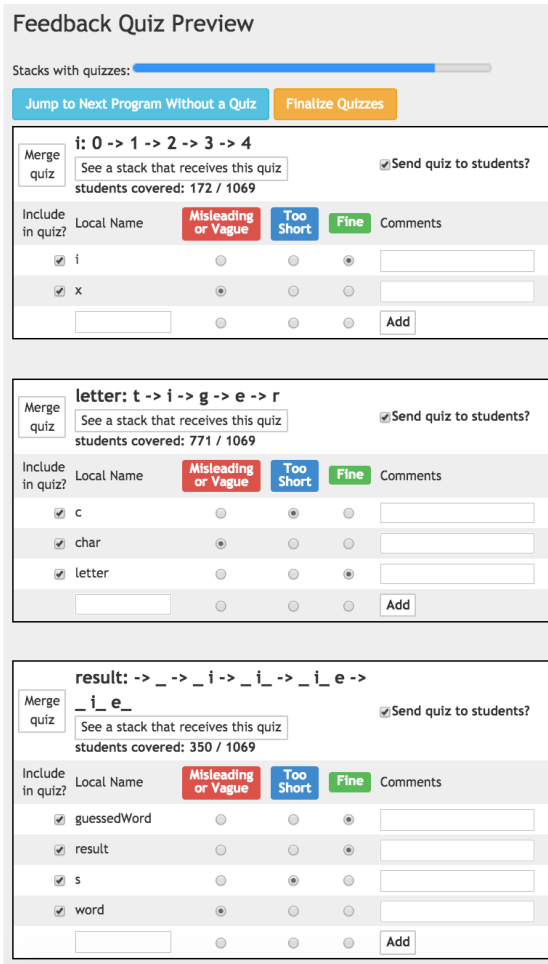 Feedback Quiz Preview
Stacks with quizzes:
Jump to Next Program Without a Quiz Finalize Quizzes
Merge quiz
i: 0 -> 1 -> 2 -> 3 -> 4
See a stack that receives this quiz
students covered: 172 / 1069
Send quiz to students?
Include in quiz? Local Name Misleading or Vague Too Short Fine Comments
i
x
Add
Merge quiz
letter: t -> i -> g -> e -> r
See a stack that receives this quiz
students covered: 771 / 1069
Send quiz to students?
Include in quiz? Local Name Misleading or Vague Too Short Fine Comments
c
char
letter
Add
Merge quiz
result: -> _ -> _ i -> _ i_ -> _ i_ e ->
_ i_ e_
See a stack that receives this quiz
students covered: 350 / 1069
Send quiz to students?
Include in quiz? Local Name Misleading or Vague Too Short Fine Comments
guessedWord
result
s
word
Add